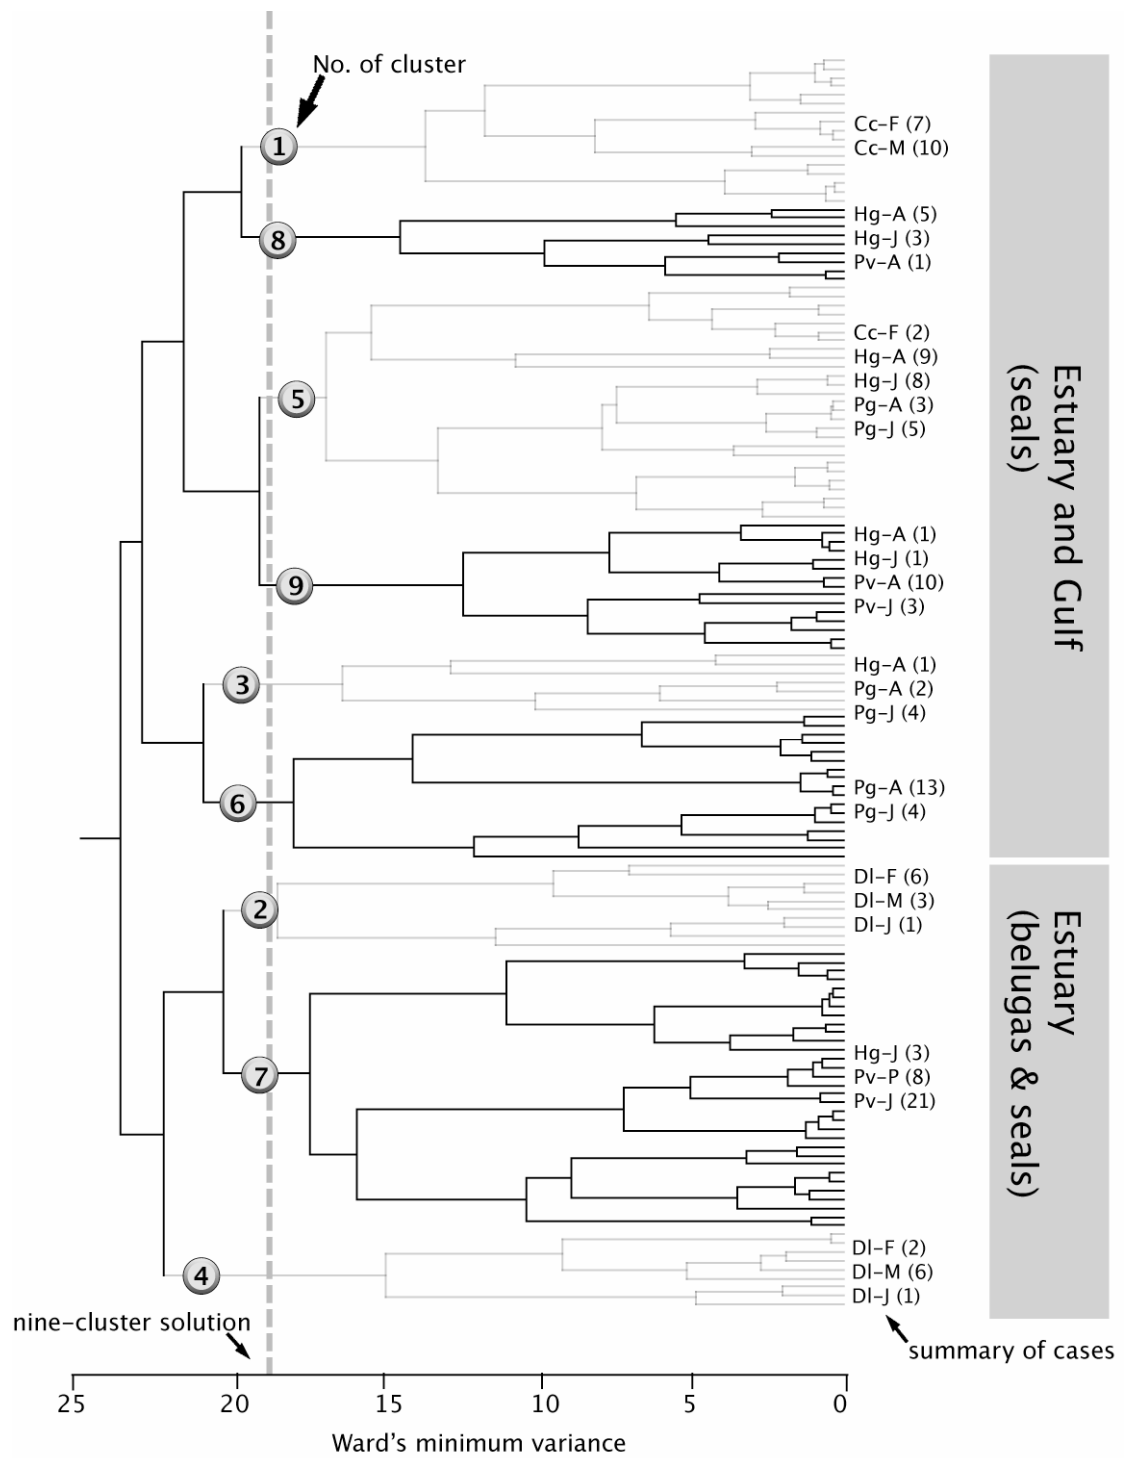 No. of cluster
1
Cc–F (7)
Cc–M (10)
8
Hg–A (5)
Hg–J (3)
Pv–A (1)
5
Cc–F (2)
Hg–A (9)
Hg–J (8)
Pg–A (3)
Pg–J (5)
9
Hg–A (1)
Hg–J (1)
Pv–A (10)
Pv–J (3)
3
Hg–A (1)
Pg–A (2)
Pg–J (4)
6
Pg–A (13)
Pg–J (4)
Estuary and Gulf
(seals)
2
Dl–F (6)
Dl–M (3)
Dl–J (1)
7
Hg–J (3)
Pv–P (8)
Pv–J (21)
4
Dl–F (2)
Dl–M (6)
Dl–J (1)
Estuary
(belugas & seals)
nine–cluster solution
summary of cases
25 20 15 10 5 0
Ward's minimum variance